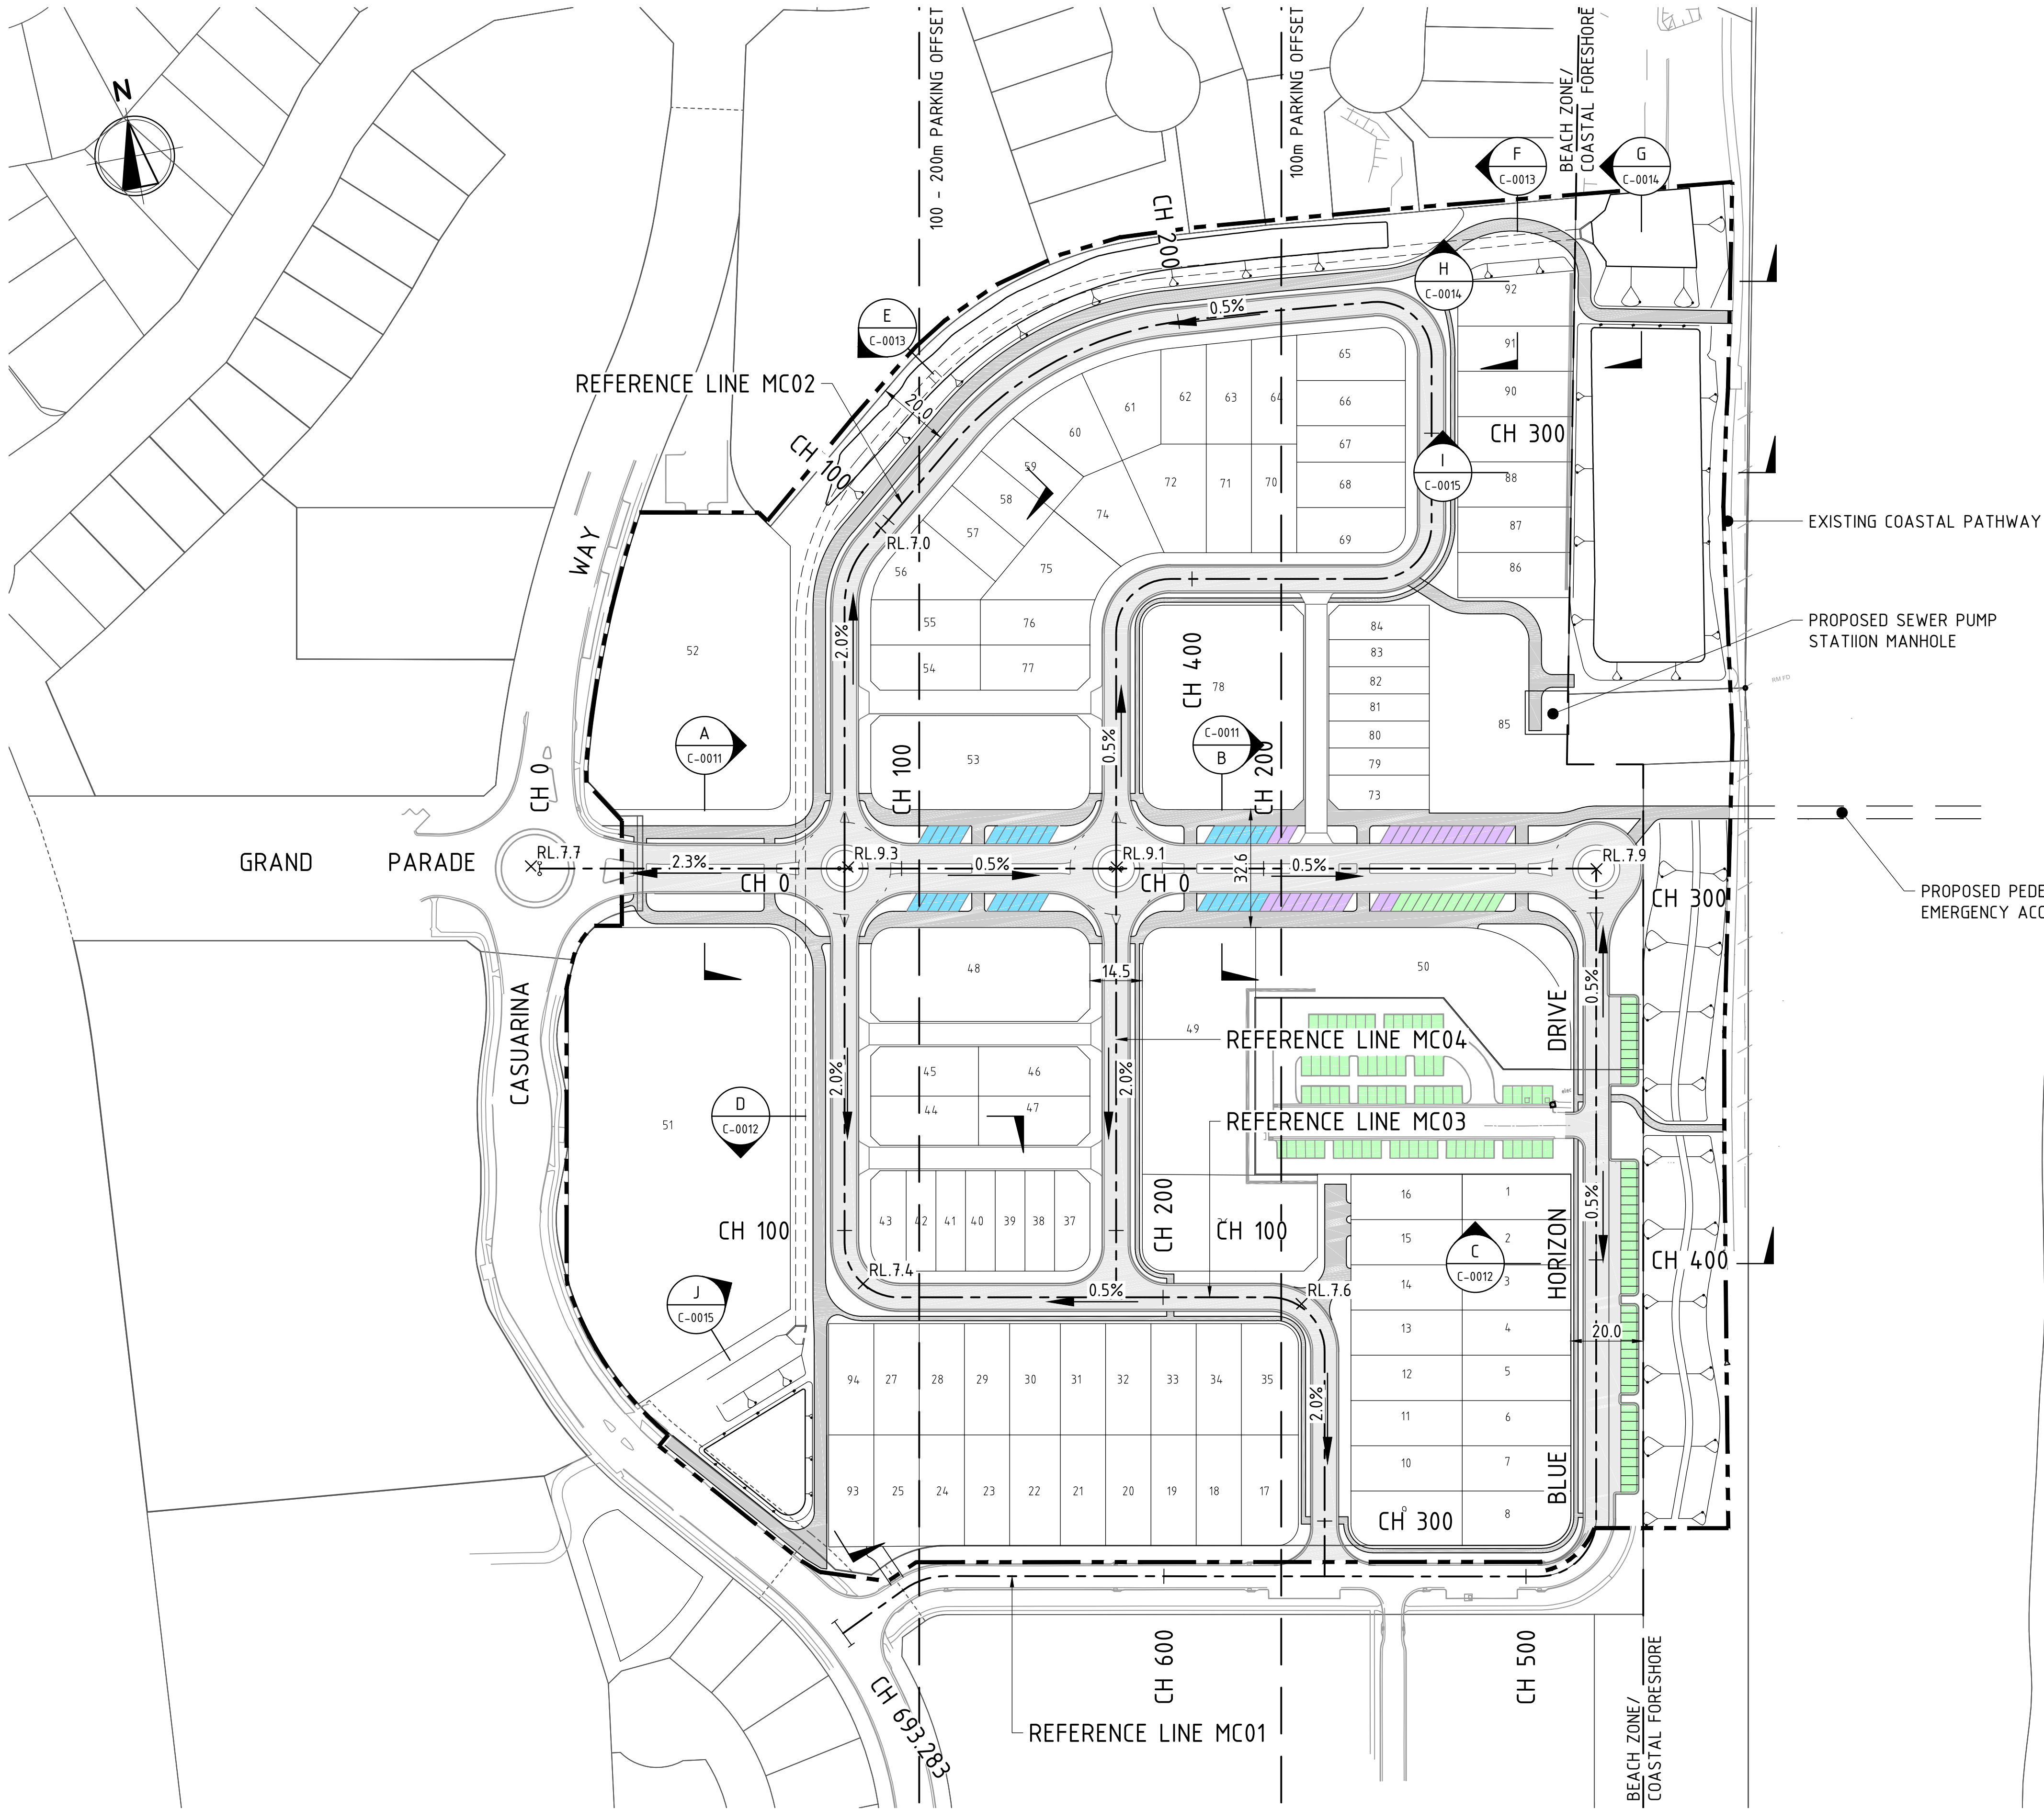 N
100 - 200m PARKING OFFSET
100m PARKING OFFSET
BEACH ZONE/
COASTAL FORESHORE
F
C-0013
G
C-0014
CH 200
H
C-0014
E
C-0013
0.5%
92
91
90
CH 300
88
87
86
REFERENCE LINE MC02
20.0
CH 100
RL.7.0
65
66
67
68
69
62
63
64
61
60
59
58
57
56
72
71
70
74
75
I
C-0015
EXISTING COASTAL PATHWAY
WAY
52
2.0%
55
76
54
77
CH 400
78
84
83
82
81
80
79
73
85
PROPOSED SEWER PUMP
STATIION MANHOLE
RM FD
A
C-0011
C-0011
B
CH 0
CH 100
53
0.5%
CH 200
GRAND PARADE
RL.7.7
2.3%
CH 0
RL.9.3
0.5%
RL.9.1
CH 0
32.6
0.5%
RL.7.9
CH 300
PROPOSED PEDE
EMERGENCY ACC
48
14.5
50
0.5%
DRIVE
CASUARINA
49
REFERENCE LINE MC04
2.0%
45
46
44
47
2.0%
D
C-0012
51
REFERENCE LINE MC03
43
42
41
40
39
38
37
CH 100
CH 200
CH 100
16
1
15
2
14
3
13
4
12
5
11
6
10
7
9
8
C
C-0012
0.5%
HORIZON
CH 400
RL.7.4
0.5%
RL.7.6
J
C-0015
20.0
94
27
28
29
30
31
32
33
34
35
2.0%
93
25
24
23
22
21
20
19
18
17
BLUE
CH 300
CH 600
CH 500
CH 693.283
REFERENCE LINE MC01
BEACH ZONE/
COASTAL FORESHORE